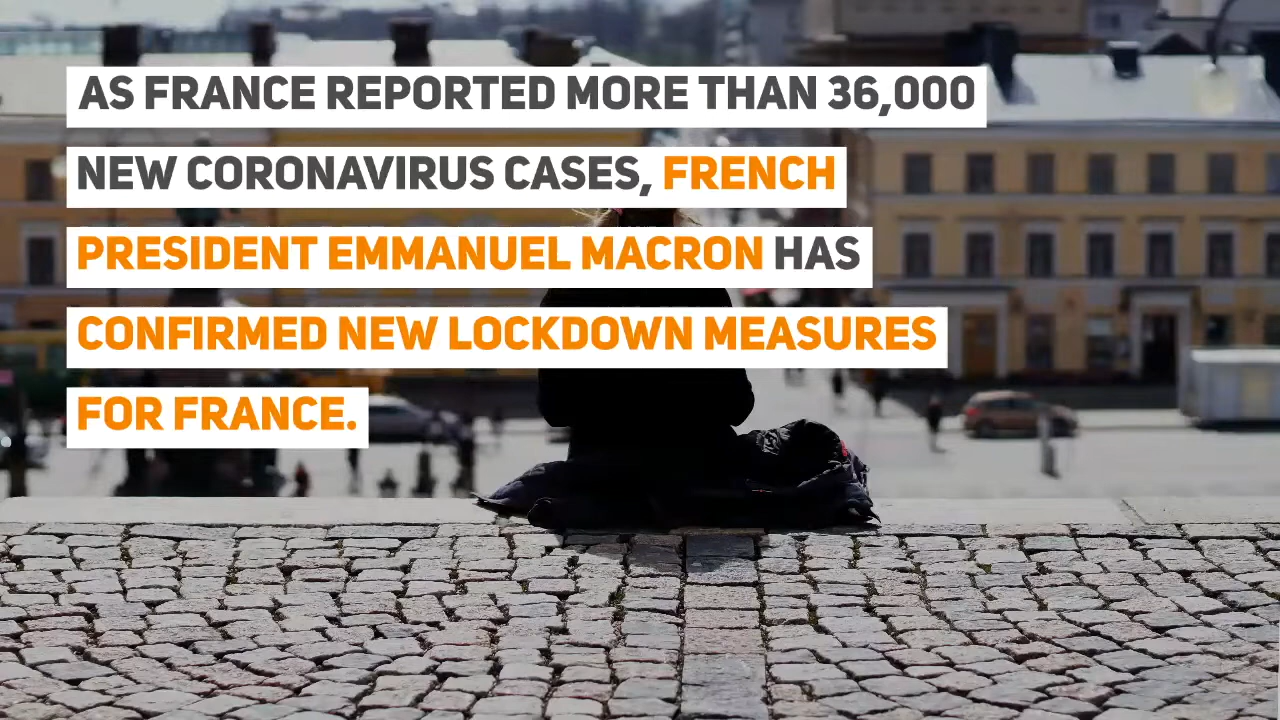 AS FRANCE REPORTED MORE THAN 36,000
NEW CORONAVIRUS CASES, FRENCH
PRESIDENT EMMANUEL MACRON HAS
CONFIRMED NEW LOCKDOWN MEASURES
FOR FRANCE.